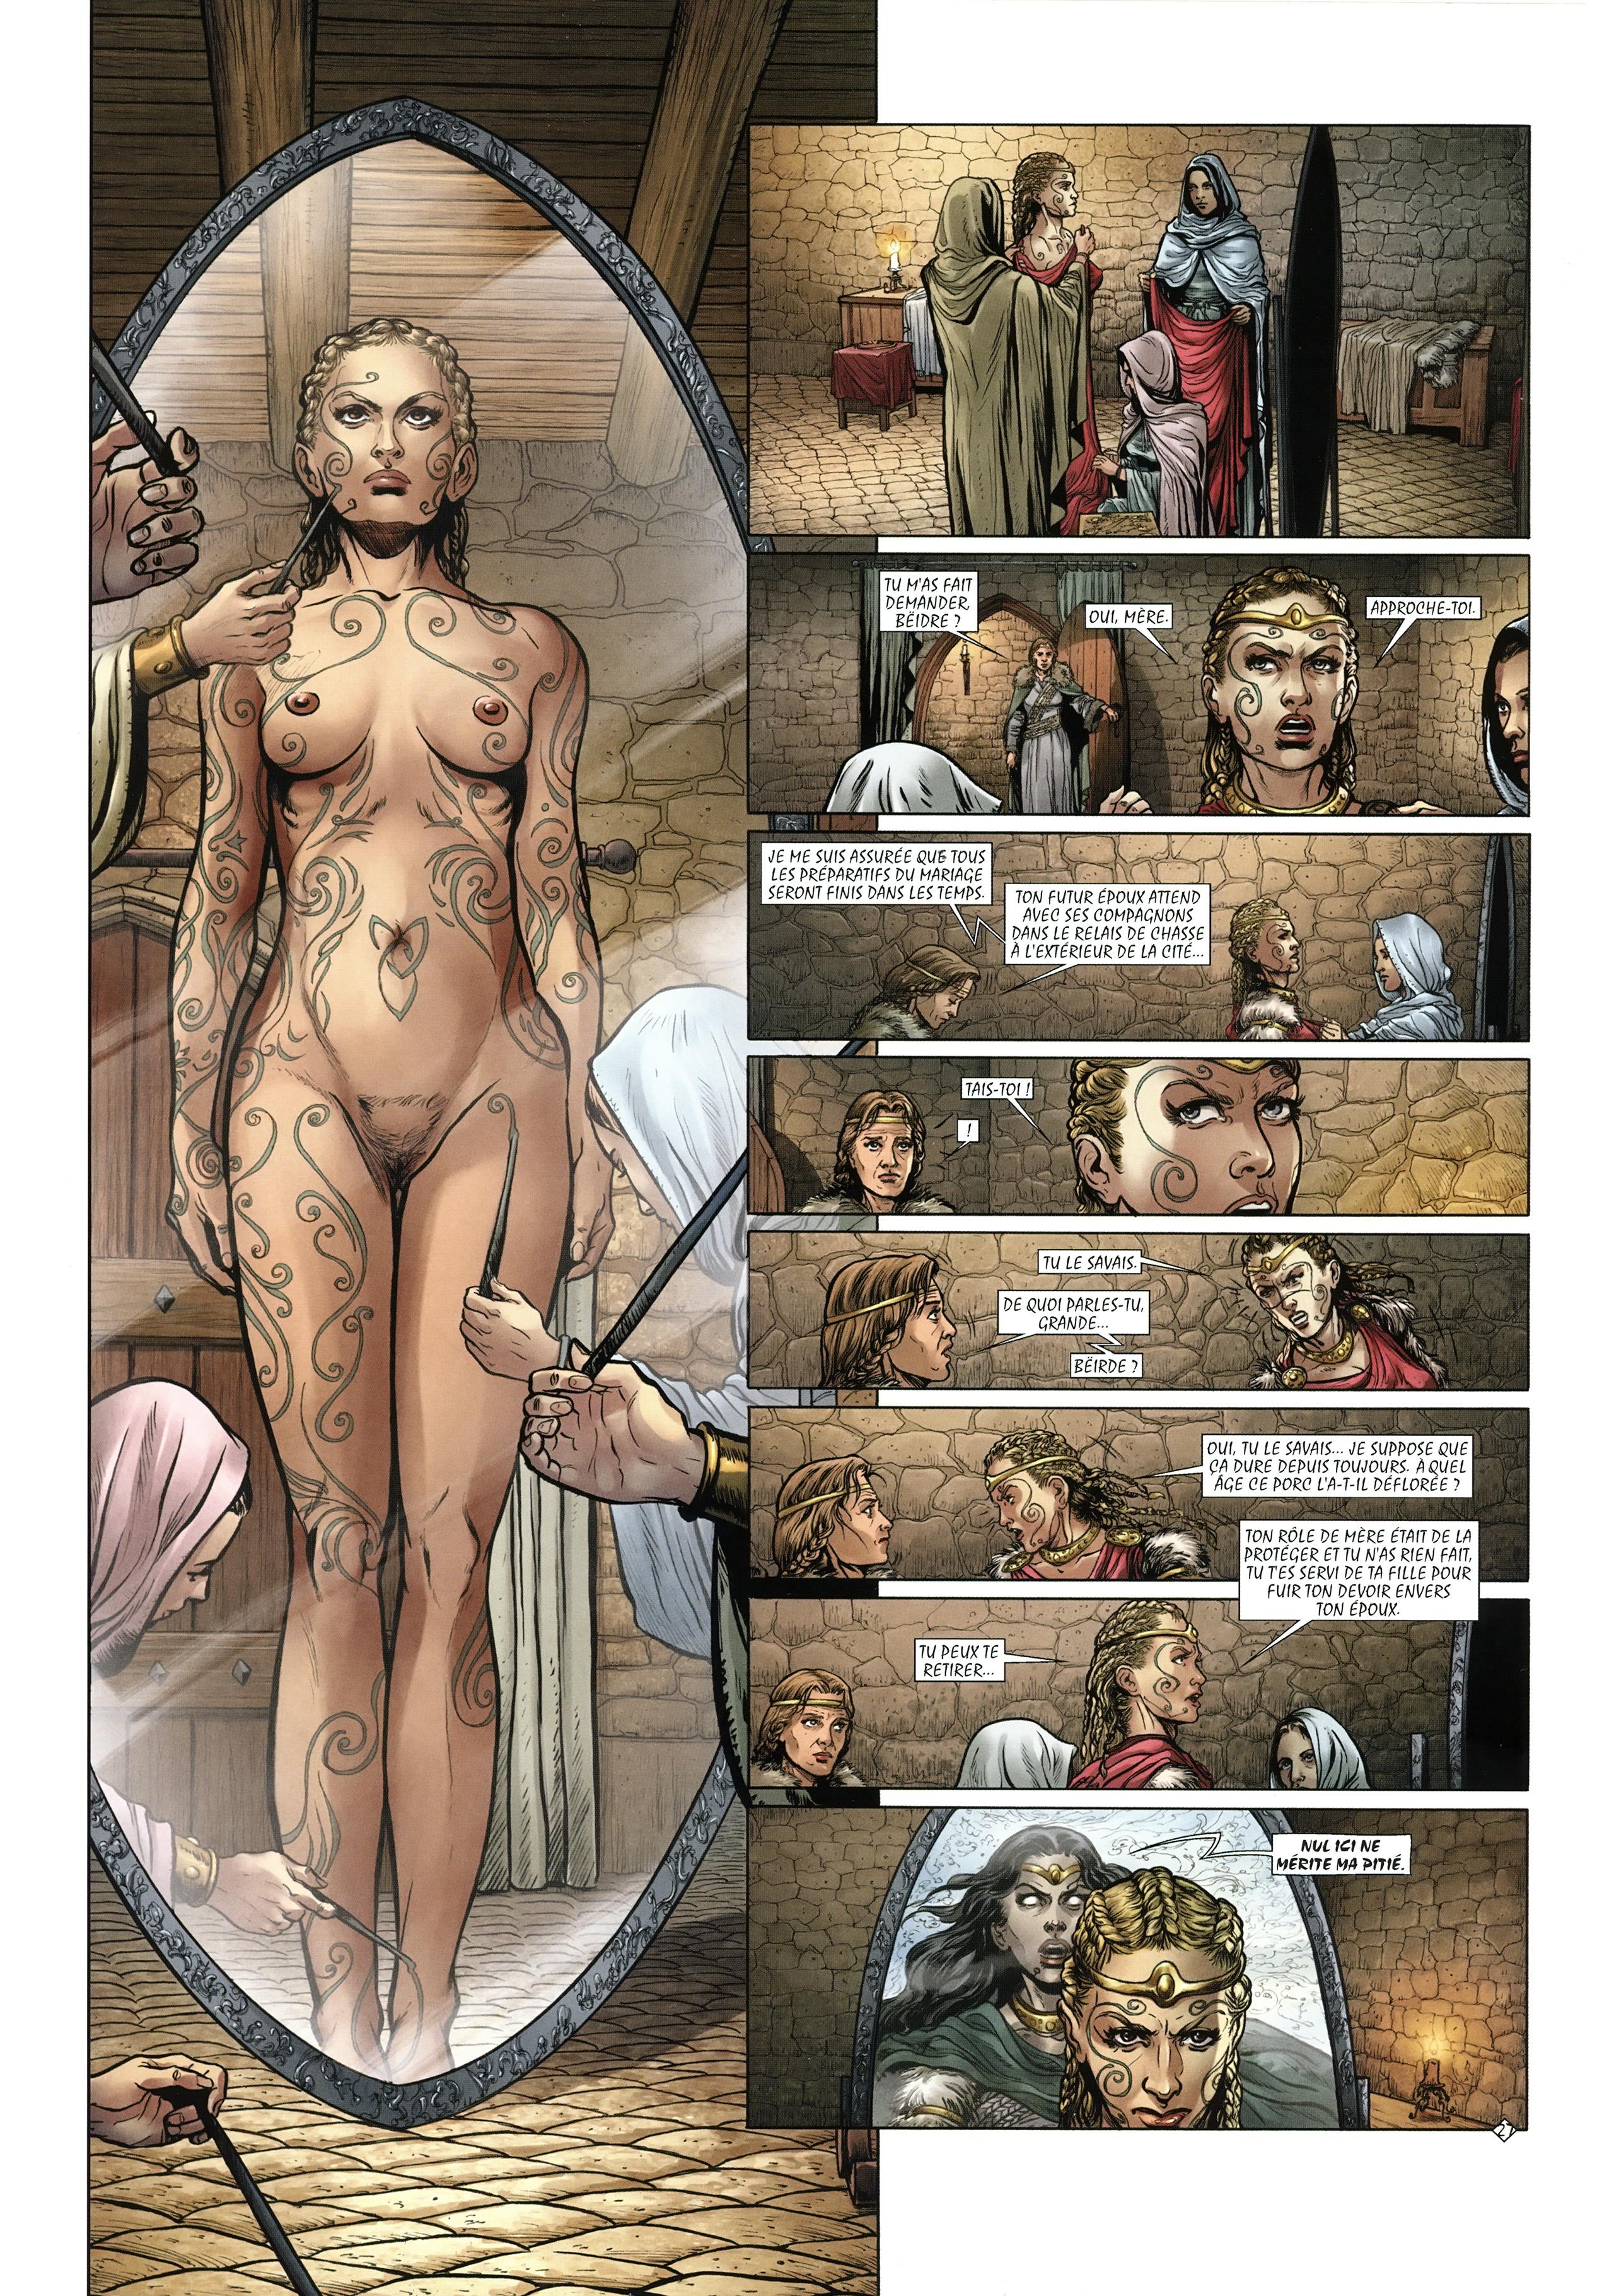 TU M'AS FAIT
DEMANDER,
BËIDRE ?
OUI, MÈRE.
APPROCHE-TOI.
JE ME SUIS ASSURÉE QUE TOUS
LES PRÉPARATIFS DU MARIAGE
SERONT FINIS DANS LES TEMPS.
TON FUTUR ÉPOUX ATTEND
AVEC SES COMPAGNONS
DANS LE RELAIS DE CHASSE
À L'EXTÉRIEUR DE LA CITÉ...
TAIS-TOI !
!
TU LE SAVAIS.
DE QUOI PARLES-TU,
GRANDE...
BËIRDE ?
OUI, TU LE SAVAIS... JE SUPPOSE QUE
ÇA DURE DEPUIS TOUJOURS. À QUEL
ÂGE CE PORC L'A-T-IL DÉFLORÉE ?
TON RÔLE DE MÈRE ÉTAIT DE LA
PROTÉGER ET TU N'AS RIEN FAIT,
TU T'ES SERVI DE TA FILLE POUR
FUIR TON DEVOIR ENVERS
TON ÉPOUX.
TU PEUX TE
RETIRER...
NUL ICI NE
MÉRITE MA PITIÉ.
27